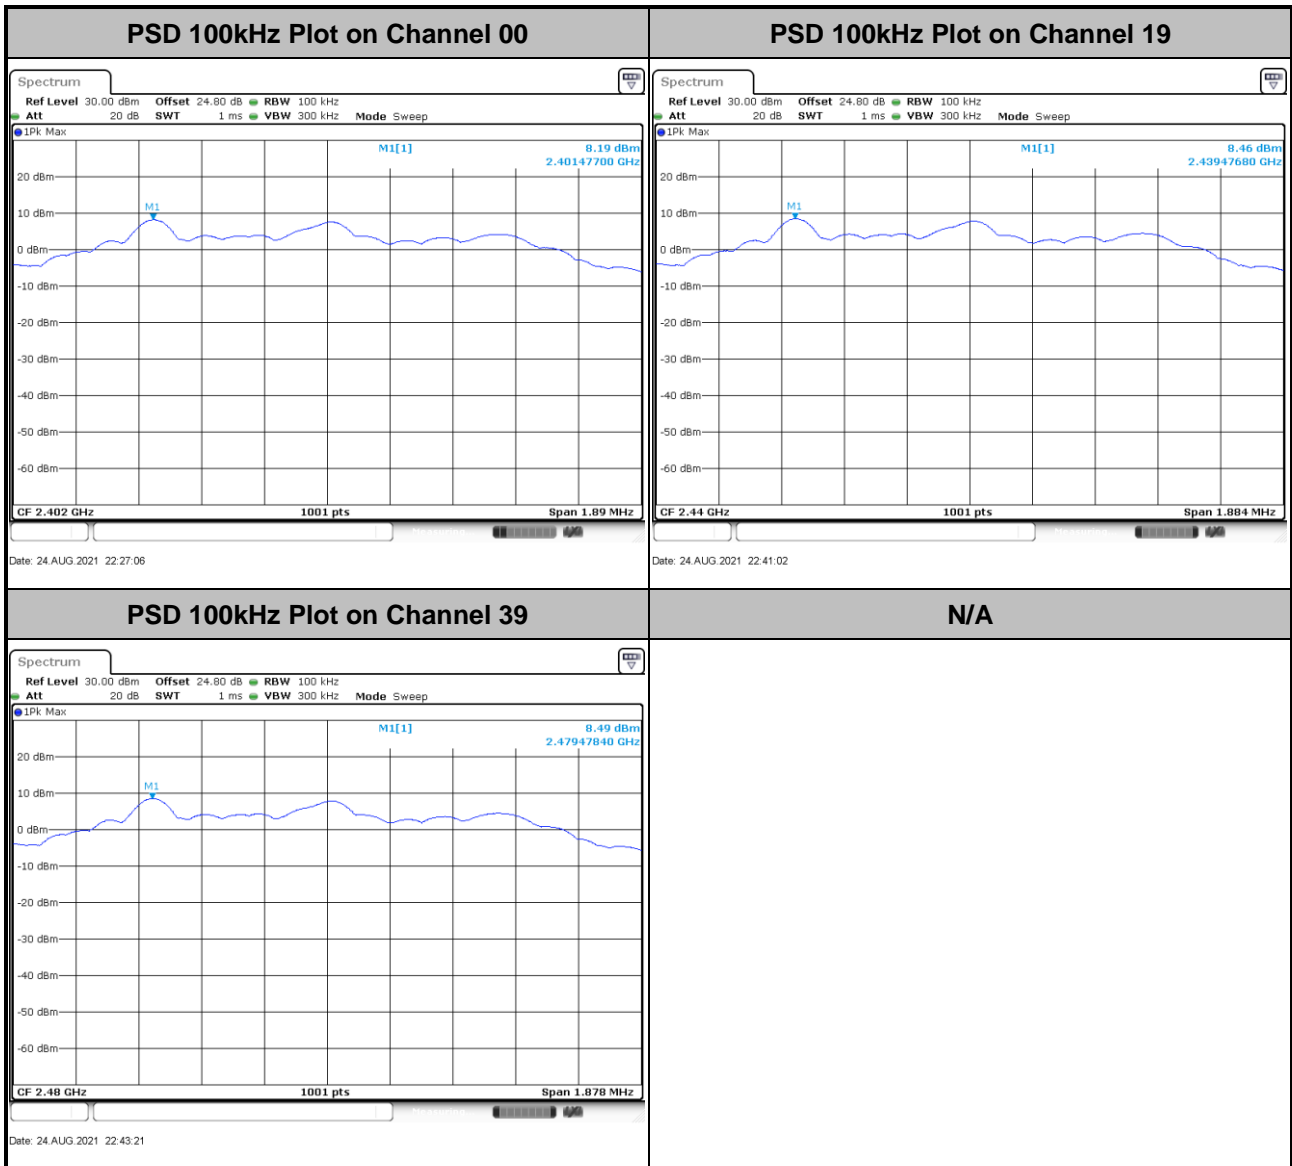 PSD 100kHz Plot on Channel 00
PSD 100kHz Plot on Channel 19
Spectrum
Ref Level 30.00 dBm Offset 24.80 dB RBW 100 kHz
Att 20 dB SWT 1 ms VBW 300 kHz Mode Sweep
1Pk Max
M1[1] 8.19 dBm
2.40147700 GHz
20 dBm
M1
10 dBm
0 dBm
-10 dBm
-20 dBm
-30 dBm
-40 dBm
-50 dBm
-60 dBm
CF 2.402 GHz 1001 pts Span 1.89 MHz
Measuring...
Date: 24.AUG.2021 22:27:06
Spectrum
Ref Level 30.00 dBm Offset 24.80 dB RBW 100 kHz
Att 20 dB SWT 1 ms VBW 300 kHz Mode Sweep
1Pk Max
M1[1] 8.46 dBm
2.43947680 GHz
20 dBm
M1
10 dBm
0 dBm
-10 dBm
-20 dBm
-30 dBm
-40 dBm
-50 dBm
-60 dBm
CF 2.44 GHz 1001 pts Span 1.884 MHz
Measuring...
Date: 24.AUG.2021 22:41:02
PSD 100kHz Plot on Channel 39
N/A
Spectrum
Ref Level 30.00 dBm Offset 24.80 dB RBW 100 kHz
Att 20 dB SWT 1 ms VBW 300 kHz Mode Sweep
1Pk Max
M1[1] 8.49 dBm
2.47947840 GHz
20 dBm
M1
10 dBm
0 dBm
-10 dBm
-20 dBm
-30 dBm
-40 dBm
-50 dBm
-60 dBm
CF 2.48 GHz 1001 pts Span 1.878 MHz
Measuring...
Date: 24.AUG.2021 22:43:21